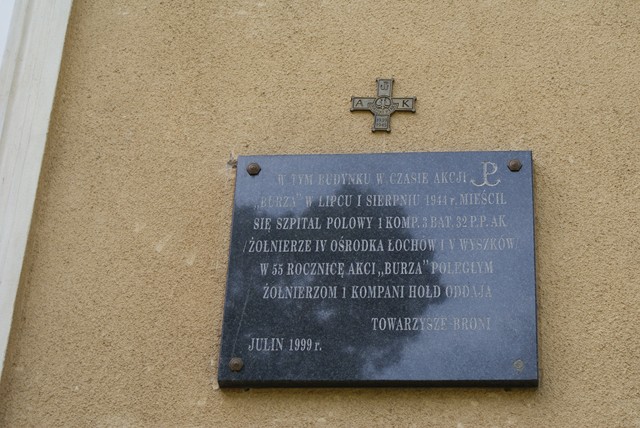 A K
W TYM BUDYNKU W CZASIE AKCJI
„BURZA" W LIPCU I SIERPNIU 1944 r. MIEŚCIŁ
SIĘ SZPITAL POLOWY 1 KOMP. 3 BAT. 32 P.P. AK
/ŻOŁNIERZE IV OŚRODKA ŁOCHÓW I V WYSZKÓW/
W 55 ROCZNICĘ AKCJI „BURZA" POLEGŁYM
ŻOŁNIERZOM 1 KOMPANI HOŁD ODDAJĄ
TOWARZYSZE BRONI
JULIN 1999 r.